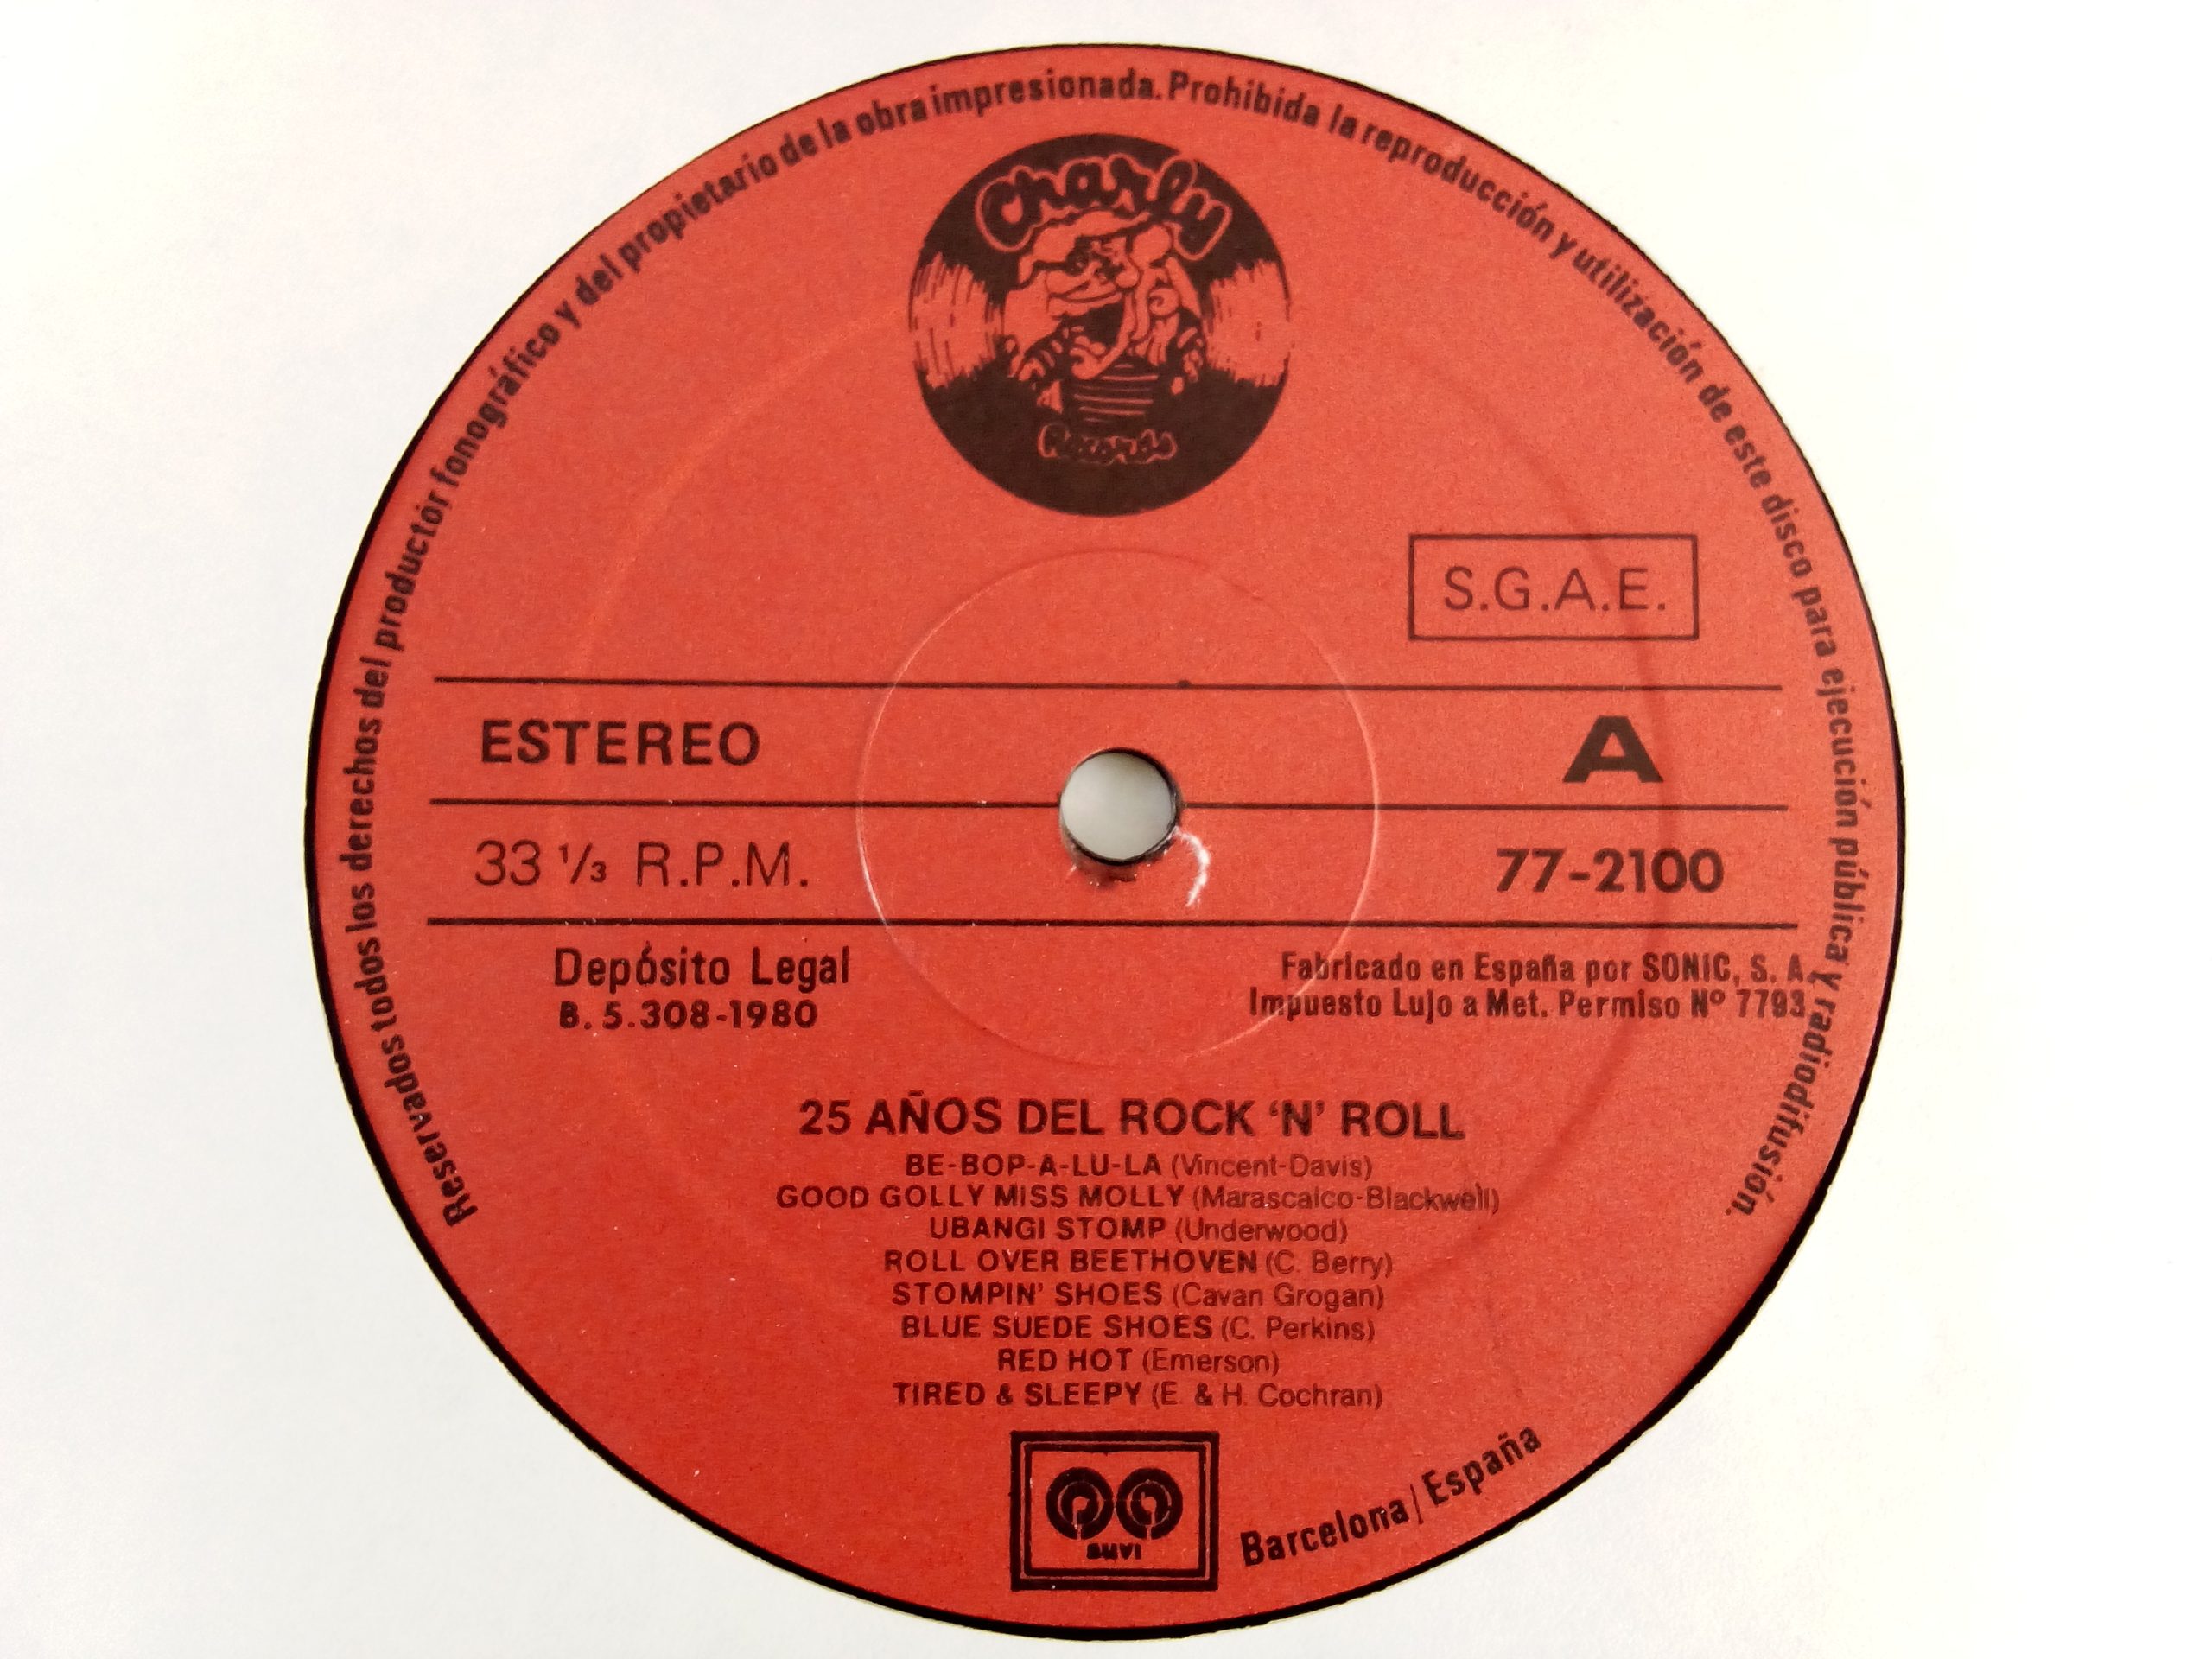 Reservados todos los derechos del productór fonográfico y del propietario de la obra impresionada. Prohibida la reproducción y utilización de este disco para ejecución pública y radiodifusión.
Charly
Records
S.G.A.E.
ESTEREO
A
33 1/3 R.P.M.
77-2100
Depósito Legal
B. 5.308-1980
Fabricado en España por SONIC, S. A.
Impuesto Lujo a Met. Permiso Nº 7793.
25 AÑOS DEL ROCK ‘N’ ROLL
BE-BOP-A-LU-LA (Vincent-Davis)
GOOD GOLLY MISS MOLLY (Marascalco-Blackwell)
UBANGI STOMP (Underwood)
ROLL OVER BEETHOVEN (C. Berry)
STOMPIN’ SHOES (Cavan Grogan)
BLUE SUEDE SHOES (C. Perkins)
RED HOT (Emerson)
TIRED & SLEEPY (E. & H. Cochran)
AUVI
Barcelona/España